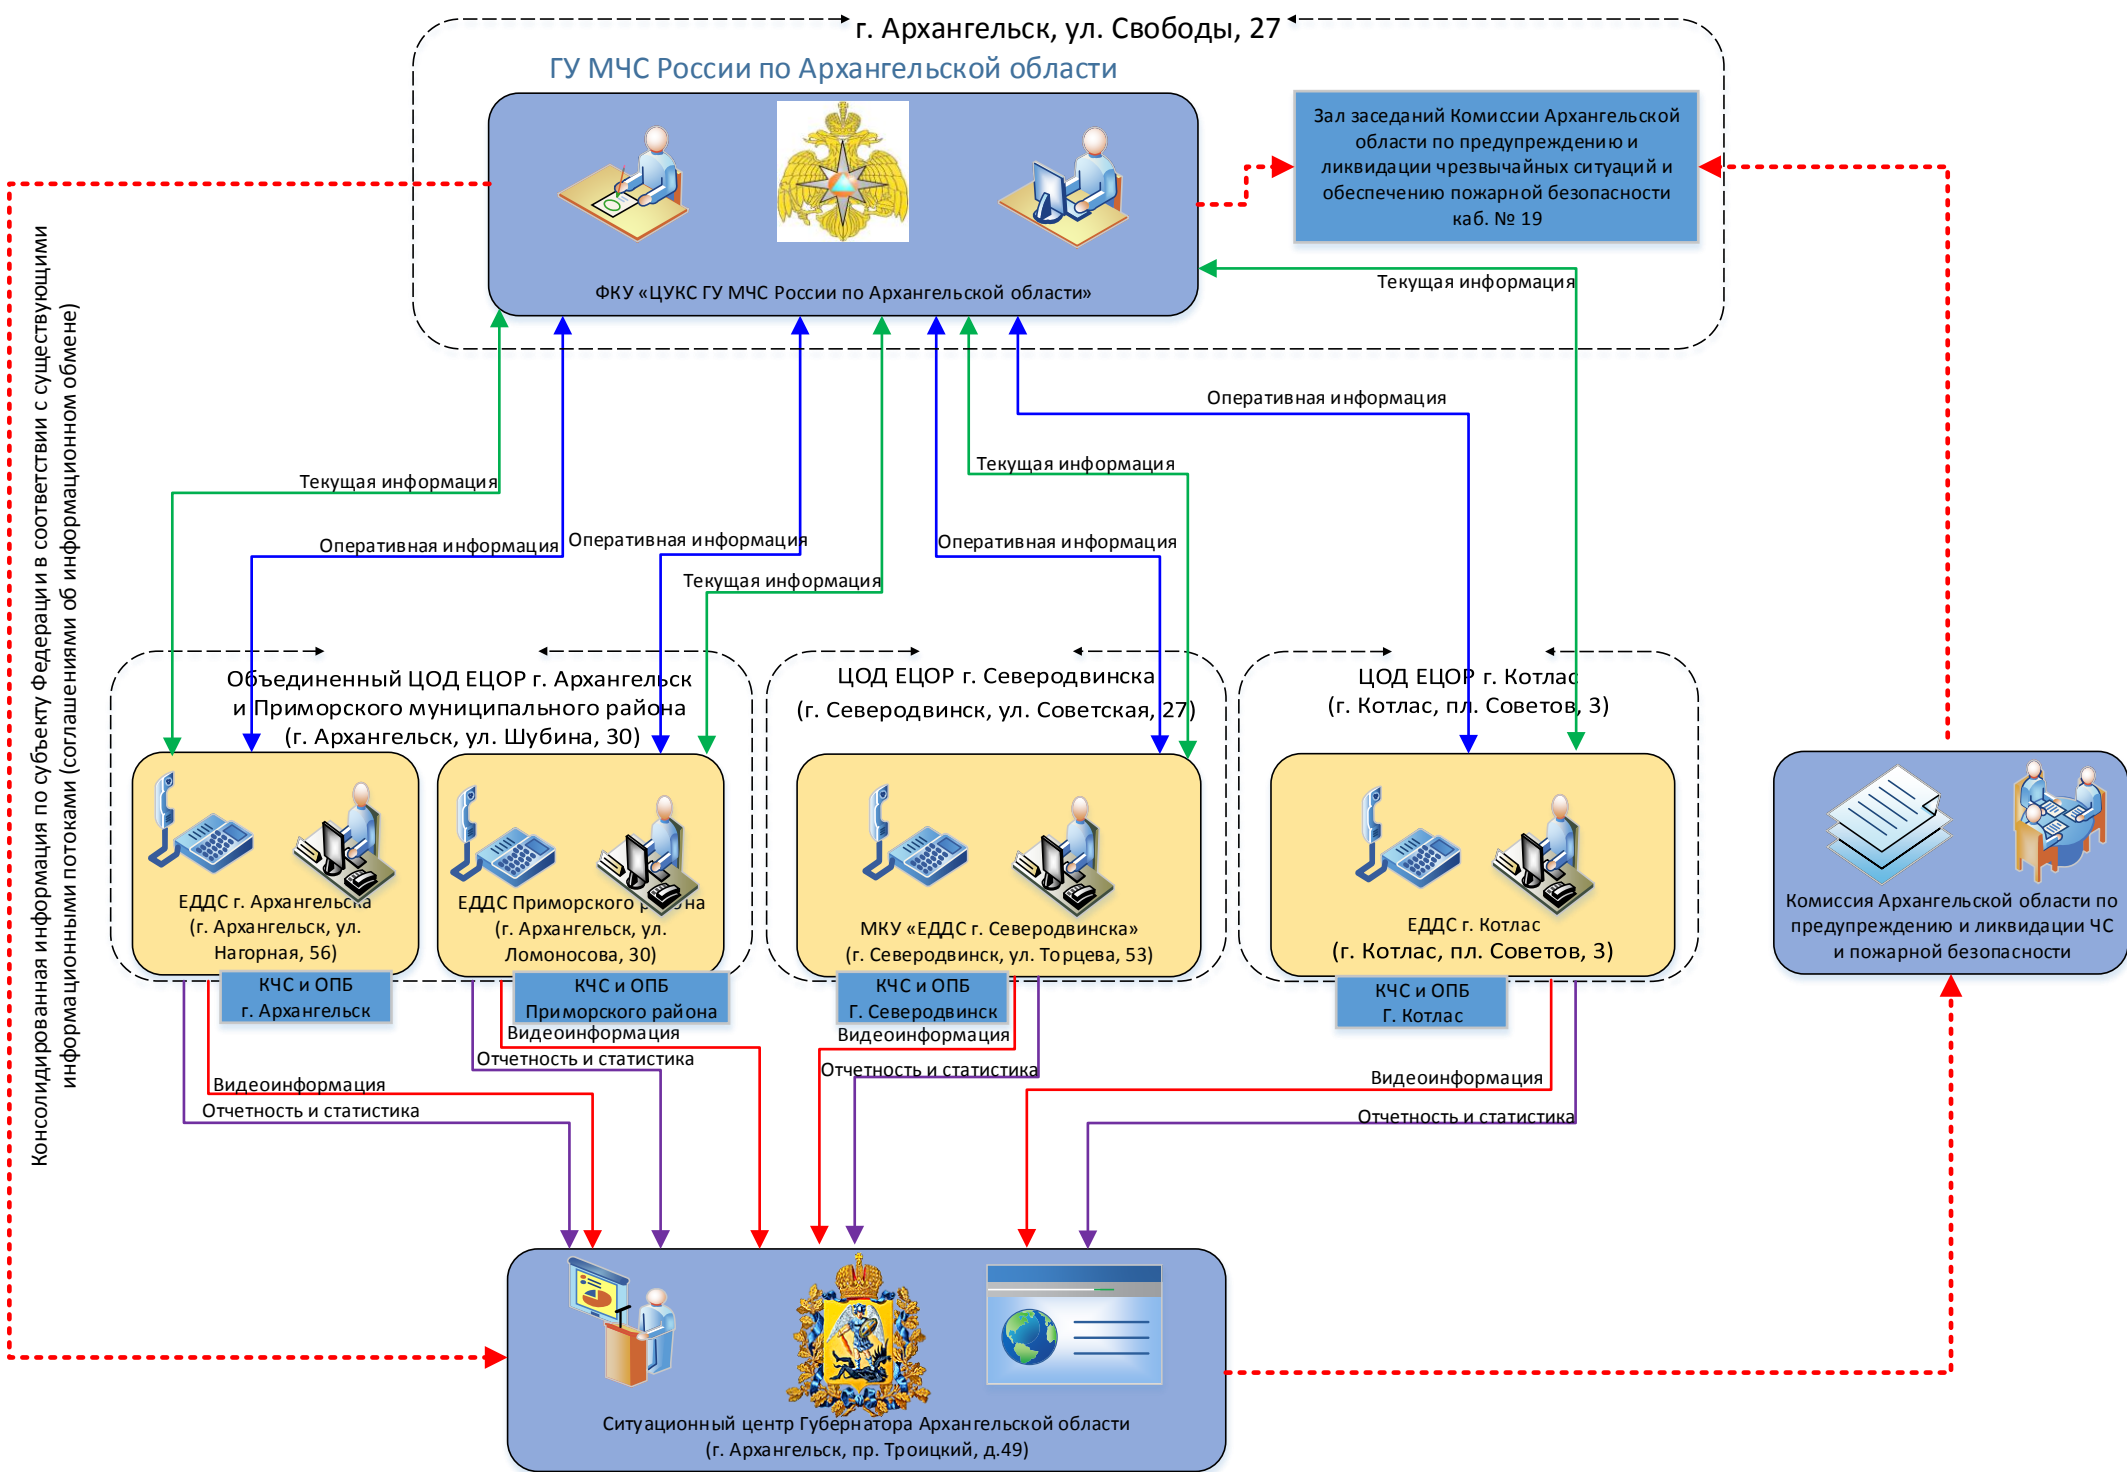 г. Архангельск, ул. Свободы, 27
ГУ МЧС России по Архангельской области
Зал заседаний Комиссии Архангельской
области по предупреждению и
ликвидации чрезвычайных ситуаций и
обеспечению пожарной безопасности
каб. № 19
ФКУ «ЦУКС ГУ МЧС России по Архангельской области»
Текущая информация
Консолидированная информация по субъекту Федерации в соответствии с существующими
информационными потоками (соглашениями об информационном обмене)
Оперативная информация
Текущая информация
Текущая информация
Оперативная информация
Оперативная информация
Оперативная информация
Текущая информация
Объединенный ЦОД ЕЦОР г. Архангельск
и Приморского муниципального района
(г. Архангельск, ул. Шубина, 30)
ЦОД ЕЦОР г. Северодвинска
(г. Северодвинск, ул. Советская, 27)
ЦОД ЕЦОР г. Котлас
(г. Котлас, пл. Советов, 3)
ЕДДС г. Архангельска
(г. Архангельск, ул.
Нагорная, 56)
ЕДДС Приморского района
(г. Архангельск, ул.
Ломоносова, 30)
МКУ «ЕДДС г. Северодвинска»
(г. Северодвинск, ул. Торцева, 53)
ЕДДС г. Котлас
(г. Котлас, пл. Советов, 3)
Комиссия Архангельской области по
предупреждению и ликвидации ЧС
и пожарной безопасности
КЧС и ОПБ
г. Архангельск
КЧС и ОПБ
Приморского района
КЧС и ОПБ
Г. Северодвинск
КЧС и ОПБ
Г. Котлас
Видеоинформация
Отчетность и статистика
Видеоинформация
Отчетность и статистика
Видеоинформация
Отчетность и статистика
Видеоинформация
Отчетность и статистика
Ситуационный центр Губернатора Архангельской области
(г. Архангельск, пр. Троицкий, д.49)